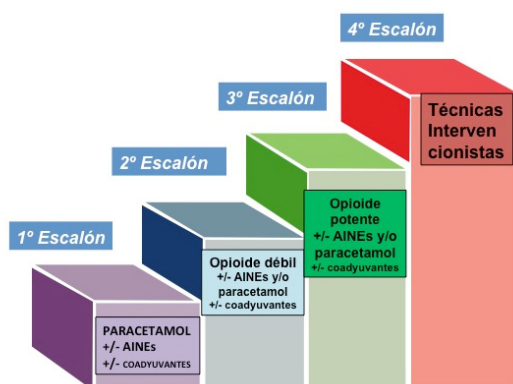 4º Escalón
3º Escalón
2º Escalón
1º Escalón
Técnicas
Interven
cionistas
Opioide
potente
+/- AINEs y/o
paracetamol
+/- coadyuvantes
Opioide débil
+/- AINEs y/o
paracetamol
+/- coadyuvantes
PARACETAMOL
+/- AINEs
+/- COADYUVANTES